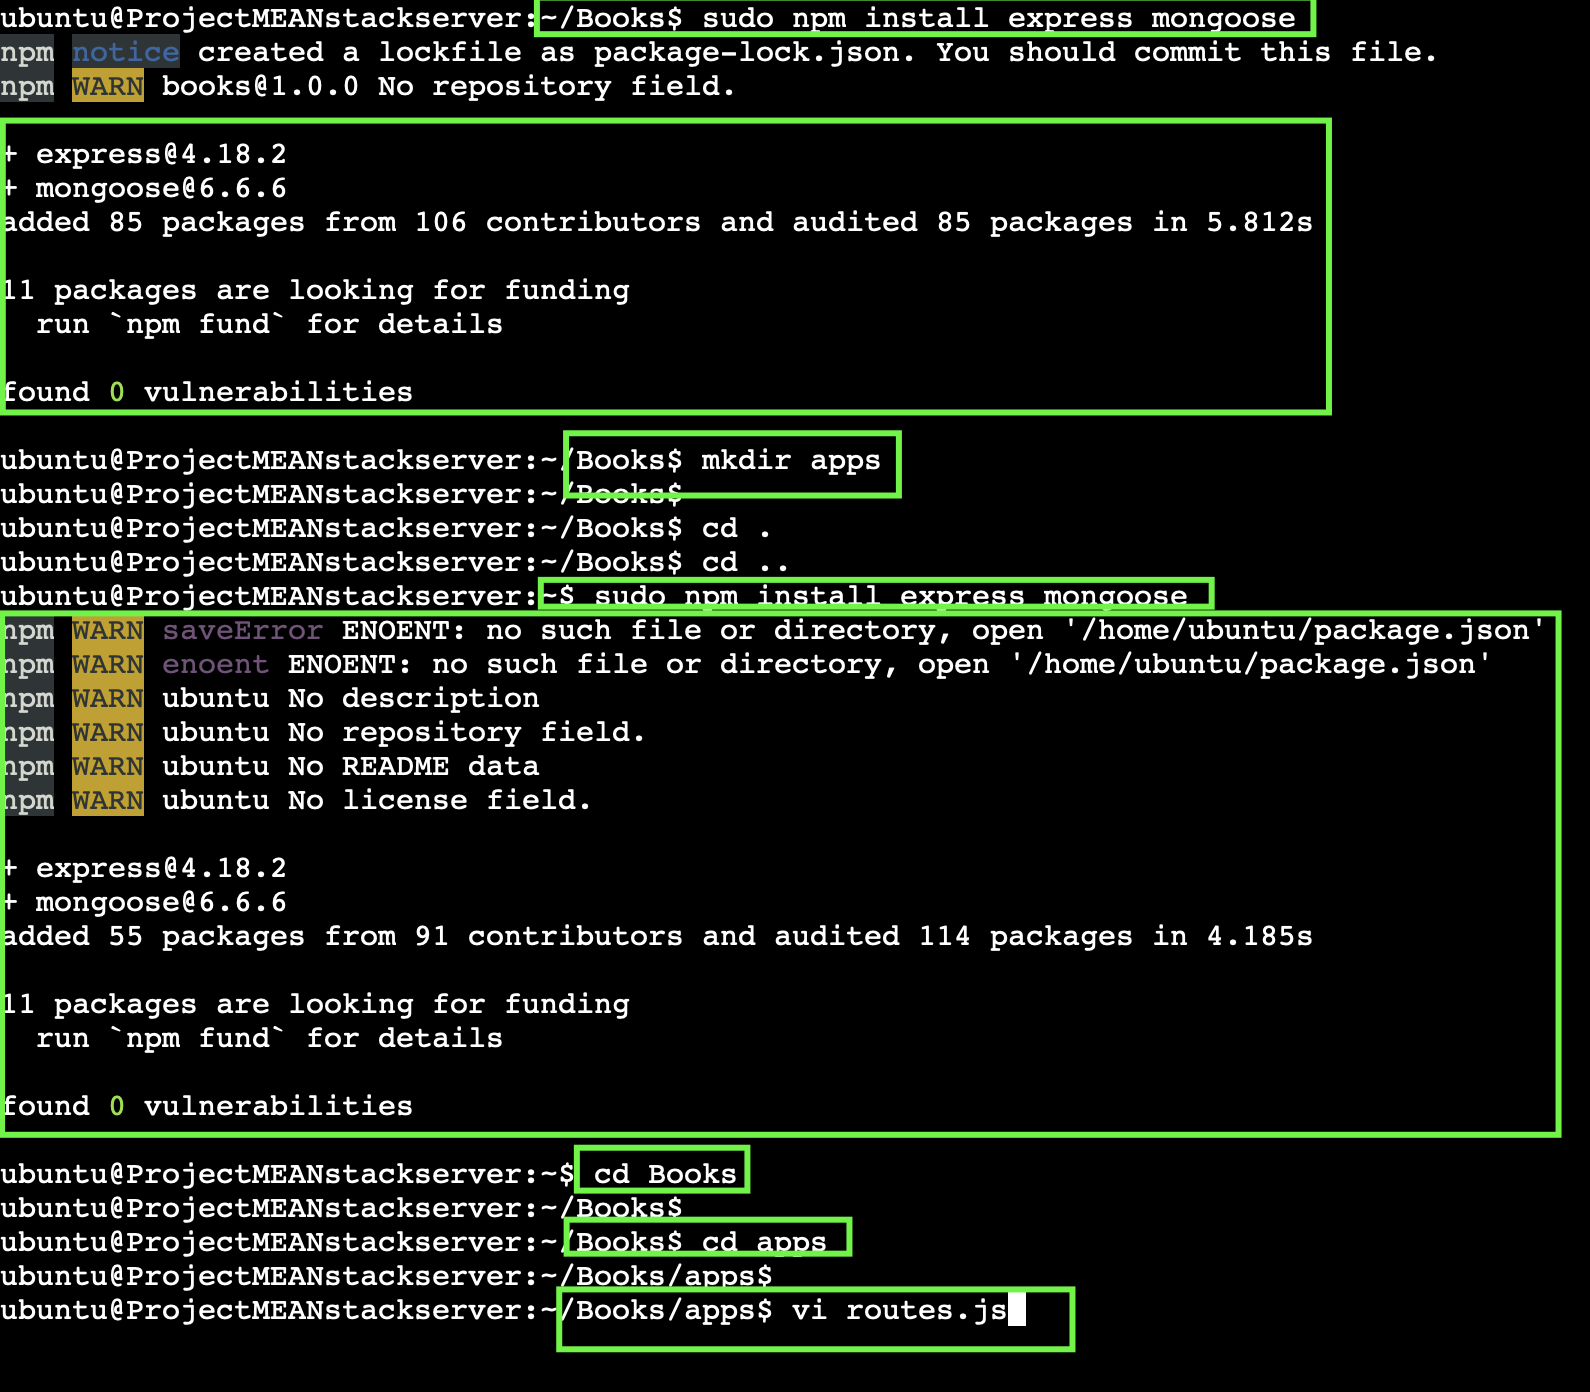 ubuntu@ProjectMEANstackserver:~/Books$ sudo npm install express mongoose
npm notice created a lockfile as package-lock.json. You should commit this file.
npm WARN books@1.0.0 No repository field.
+ express@4.18.2
+ mongoose@6.6.6
added 85 packages from 106 contributors and audited 85 packages in 5.812s
11 packages are looking for funding
  run `npm fund` for details
found 0 vulnerabilities
ubuntu@ProjectMEANstackserver:~/Books$ mkdir apps
ubuntu@ProjectMEANstackserver:~/Books$
ubuntu@ProjectMEANstackserver:~/Books$ cd .
ubuntu@ProjectMEANstackserver:~/Books$ cd ..
ubuntu@ProjectMEANstackserver:~$ sudo npm install express mongoose
npm WARN saveError ENOENT: no such file or directory, open '/home/ubuntu/package.json'
npm WARN enoent ENOENT: no such file or directory, open '/home/ubuntu/package.json'
npm WARN ubuntu No description
npm WARN ubuntu No repository field.
npm WARN ubuntu No README data
npm WARN ubuntu No license field.
+ express@4.18.2
+ mongoose@6.6.6
added 55 packages from 91 contributors and audited 114 packages in 4.185s
11 packages are looking for funding
  run `npm fund` for details
found 0 vulnerabilities
ubuntu@ProjectMEANstackserver:~$ cd Books
ubuntu@ProjectMEANstackserver:~/Books$
ubuntu@ProjectMEANstackserver:~/Books$ cd apps
ubuntu@ProjectMEANstackserver:~/Books/apps$
ubuntu@ProjectMEANstackserver:~/Books/apps$ vi routes.js